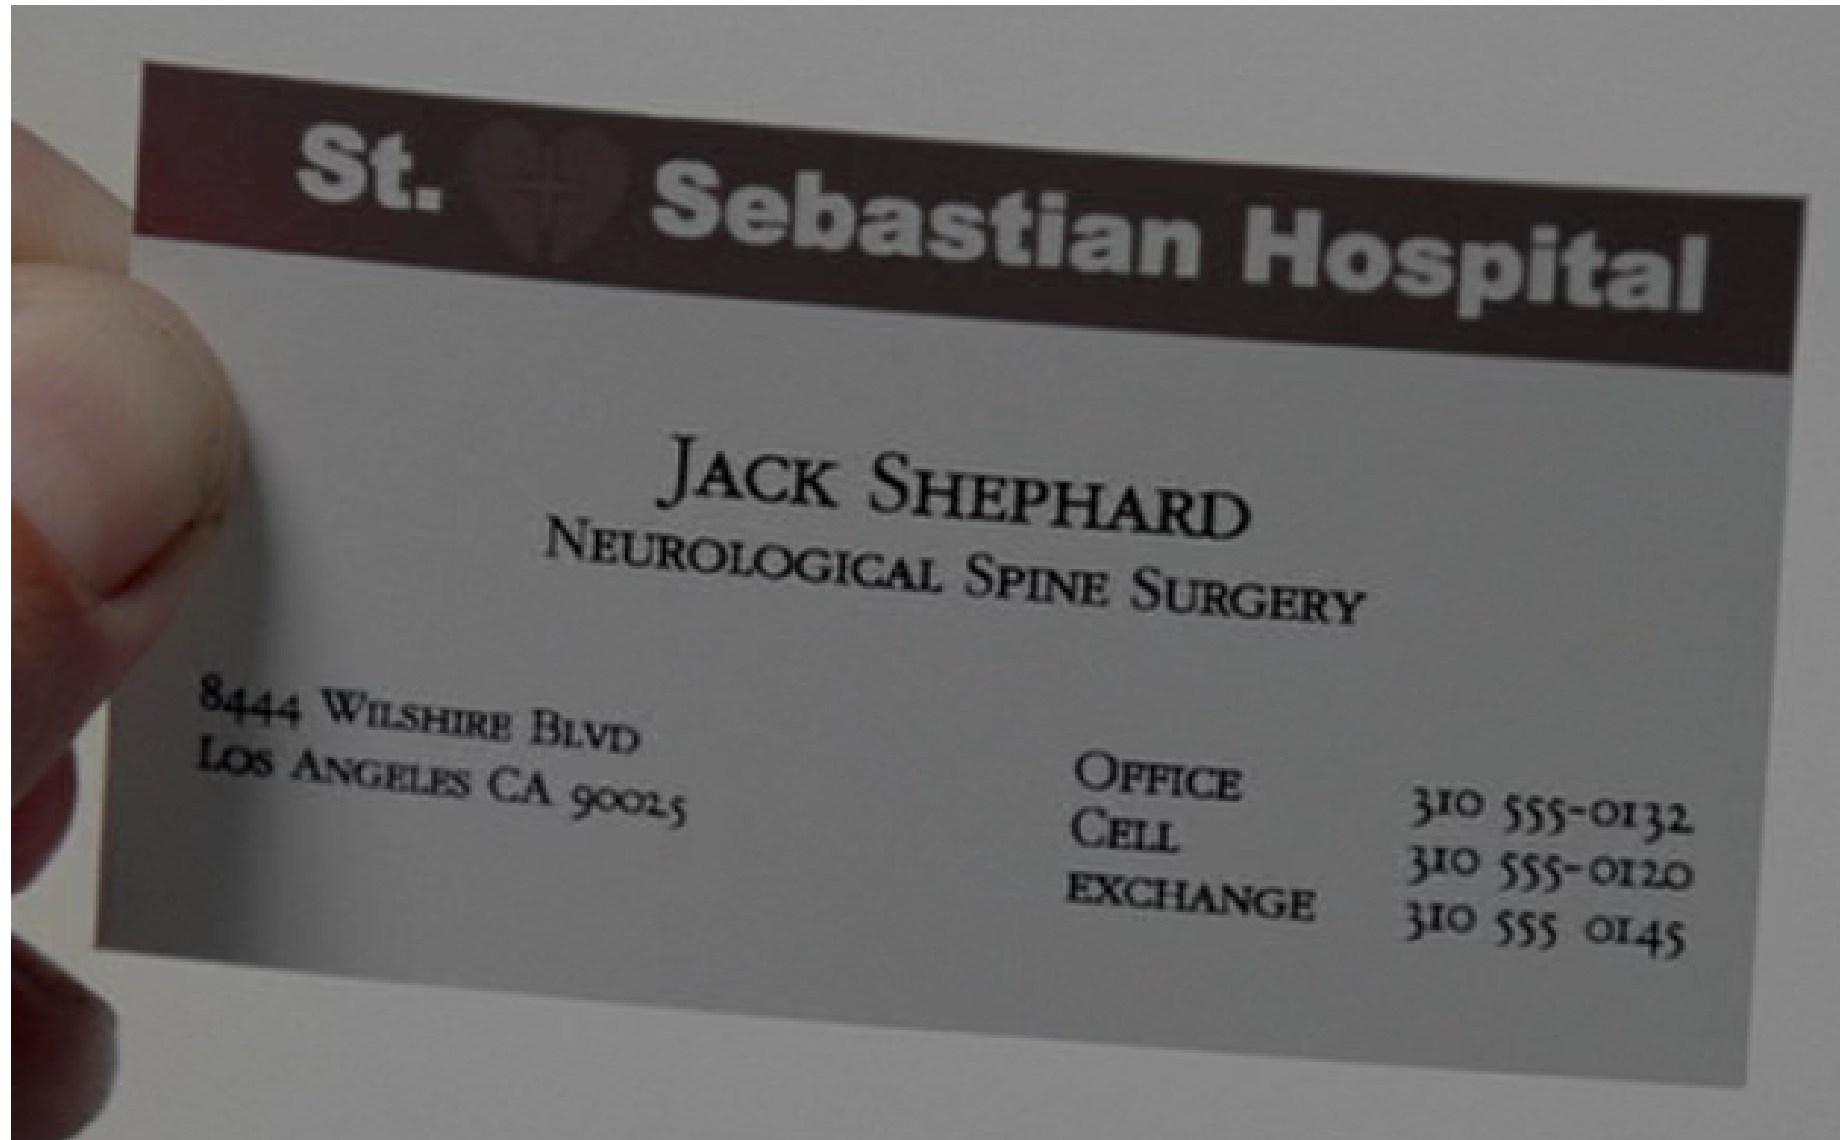 St. Sebastian Hospital
JACK SHEPHARD
NEUROLOGICAL SPINE SURGERY
8444 WILSHIRE BLVD
LOS ANGELES CA 90025
OFFICE 310 555-0132
CELL 310 555-0120
EXCHANGE 310 555 0145